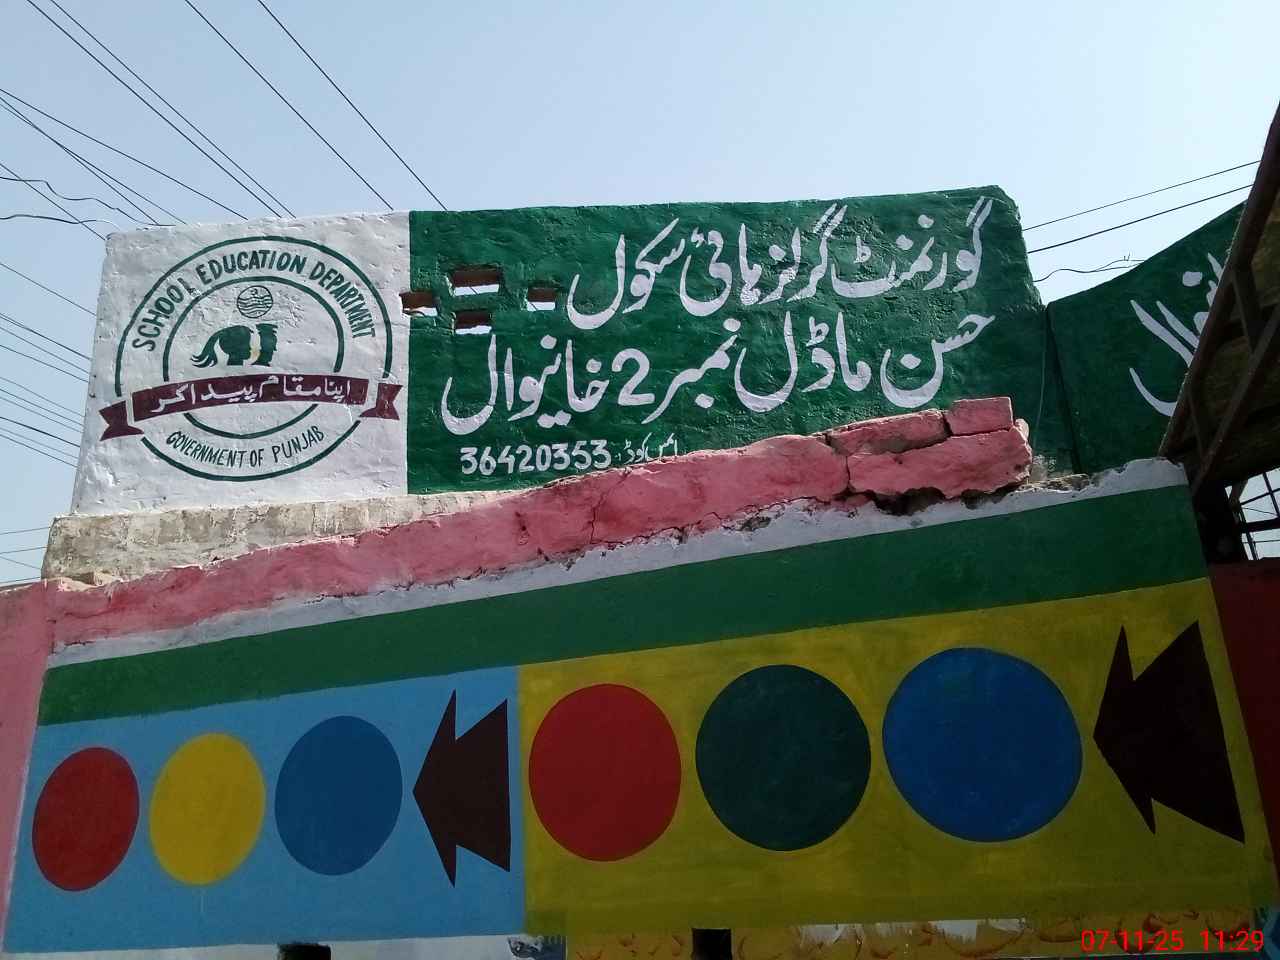 SCHOOL EDUCATION DEPARTMENT
اپنا مقام پیدا کر
GOVERNMENT OF PUNJAB
گورنمنٹ گرلز ہائی سکول
حسن ماڈل نمبر 2 خانیوال
ایمس کوڈ: 36420353
07-11-25 11:29